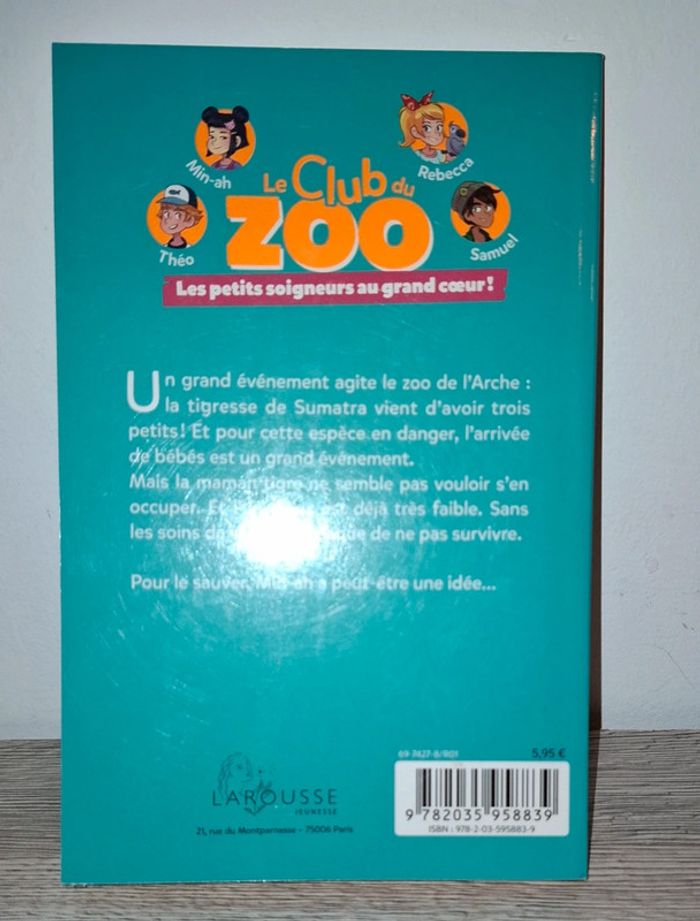 Min-ah
Rebecca
Théo
Samuel
Le Club du
ZOO
Les petits soigneurs au grand cœur !
Un grand événement agite le zoo de l'Arche :
la tigresse de Sumatra vient d'avoir trois
petits ! Et pour cette espèce en danger, l'arrivée
de bébés est un grand événement.
Mais la maman tigre ne semble pas vouloir s'en
occuper. Et est déjà très faible. Sans
les soins de ne pas survivre.
Pour le sauver, Min-ah a peut-être une idée...
69-7427-8/R01
5,95 €
LAROUSSE
JEUNESSE
21, rue du Montparnasse - 75006 Paris
9 782035 958839
ISBN : 978-2-03-595883-9